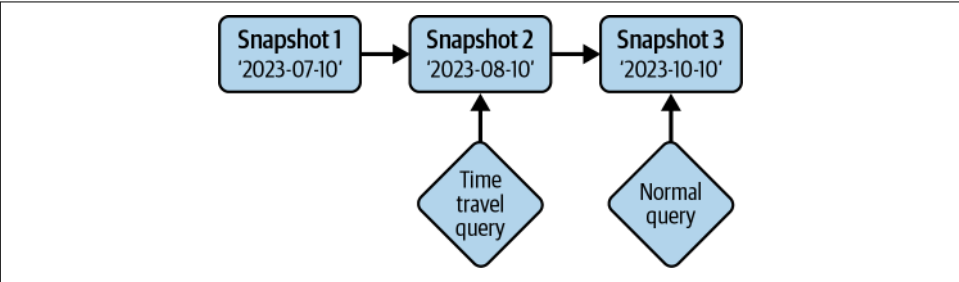 Snapshot 1
‘2023-07-10’
Snapshot 2
‘2023-08-10’
Snapshot 3
‘2023-10-10’
Time
travel
query
Normal
query